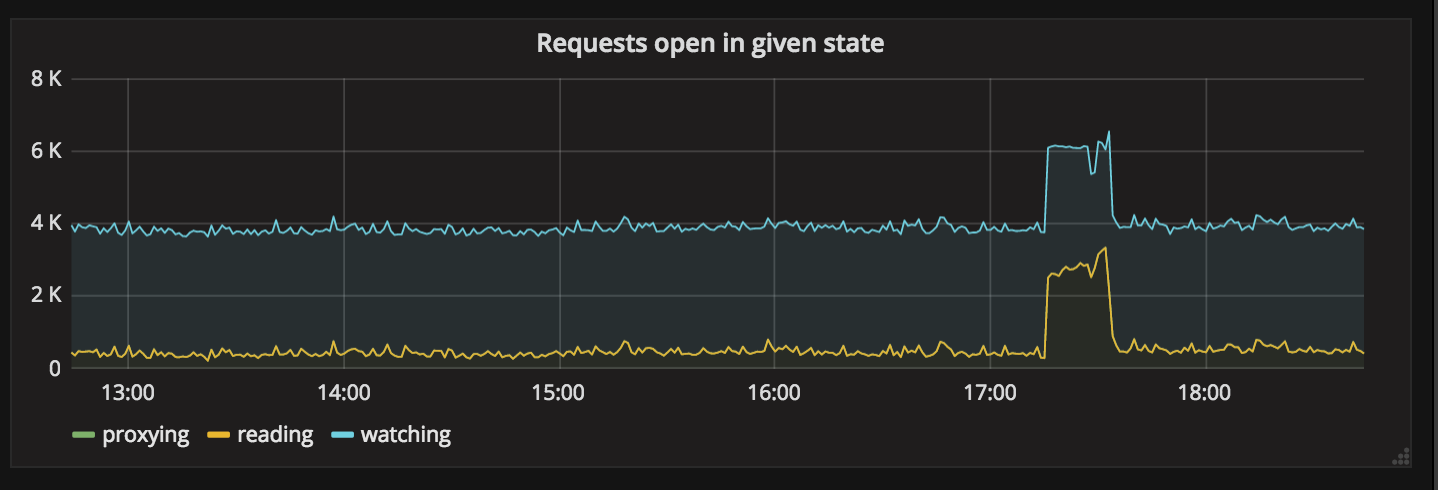 Requests open in given state
8 K
6 K
4 K
2 K
0
13:00 14:00 15:00 16:00 17:00 18:00
proxying reading watching